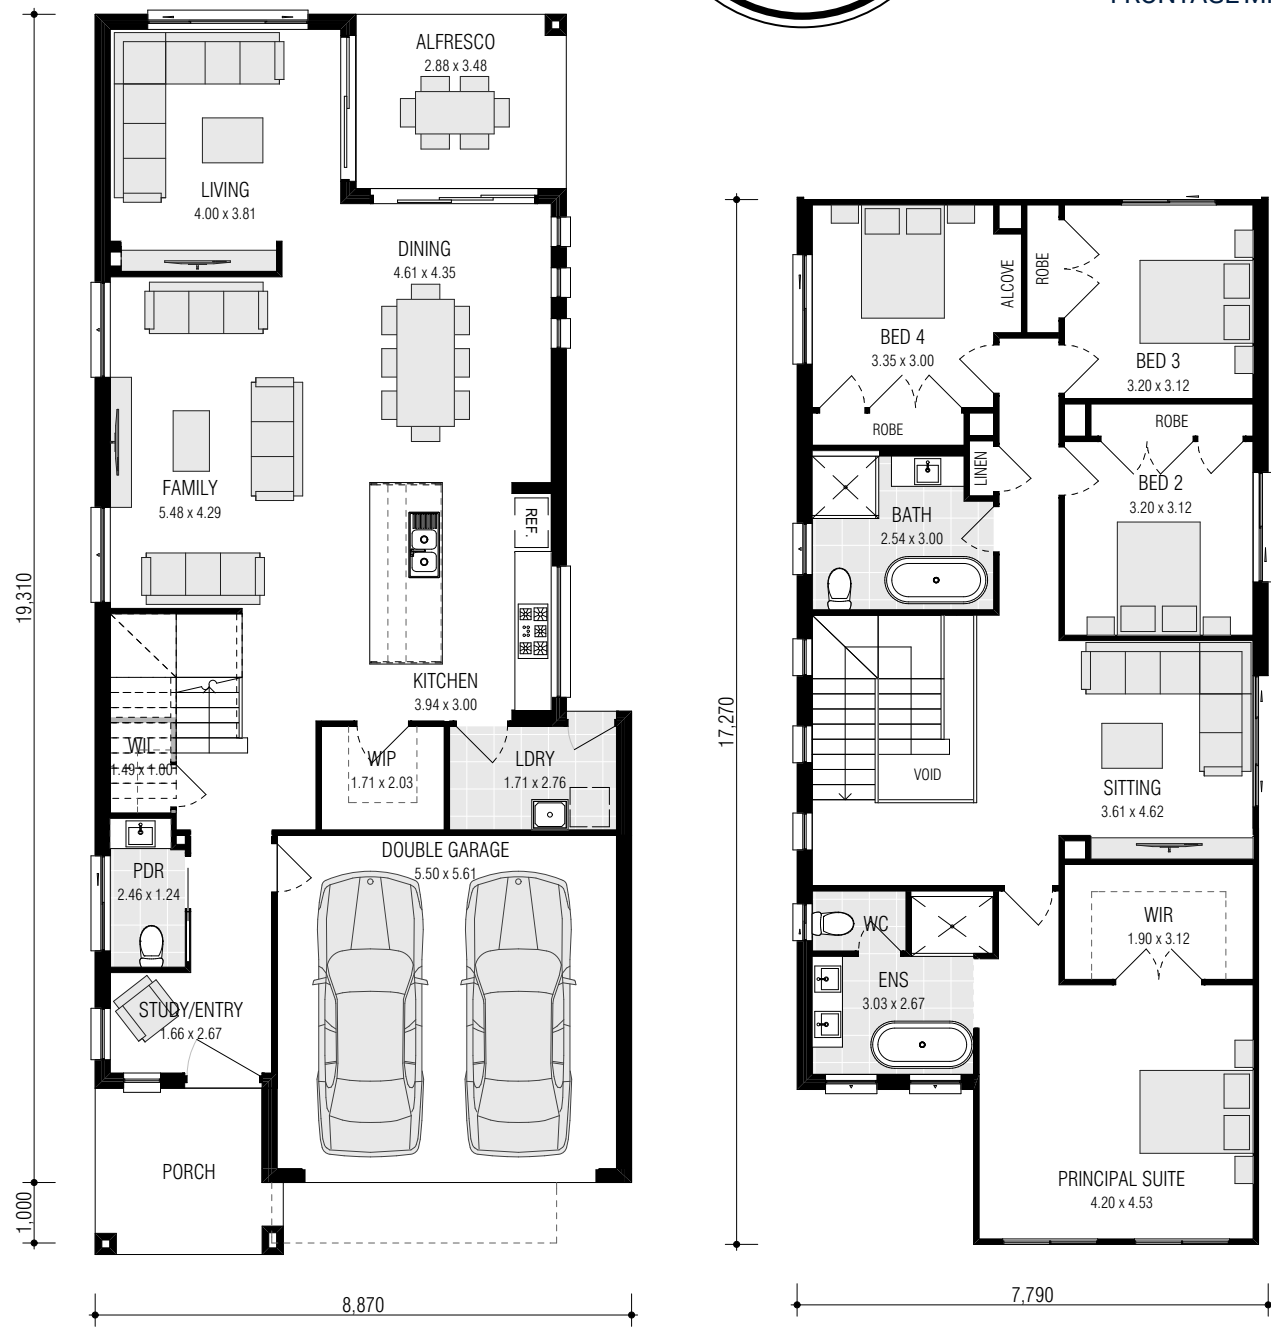 ALFRESCO
2.88 x 3.48
LIVING
4.00 x 3.81
DINING
4.61 x 4.35
FAMILY
5.48 x 4.29
REF.
KITCHEN
3.94 x 3.00
WIL
1.49 x 1.00
WIP
1.71 x 2.03
LDRY
1.71 x 2.76
PDR
2.46 x 1.24
DOUBLE GARAGE
5.50 x 5.61
STUDY/ENTRY
1.66 x 2.67
PORCH
19,310
1,000
8,870
BED 4
3.35 x 3.00
ALCOVE
ROBE
BED 3
3.20 x 3.12
ROBE
ROBE
LINEN
BED 2
3.20 x 3.12
BATH
2.54 x 3.00
VOID
SITTING
3.61 x 4.62
WC
WIR
1.90 x 3.12
ENS
3.03 x 2.67
PRINCIPAL SUITE
4.20 x 4.53
17,270
7,790